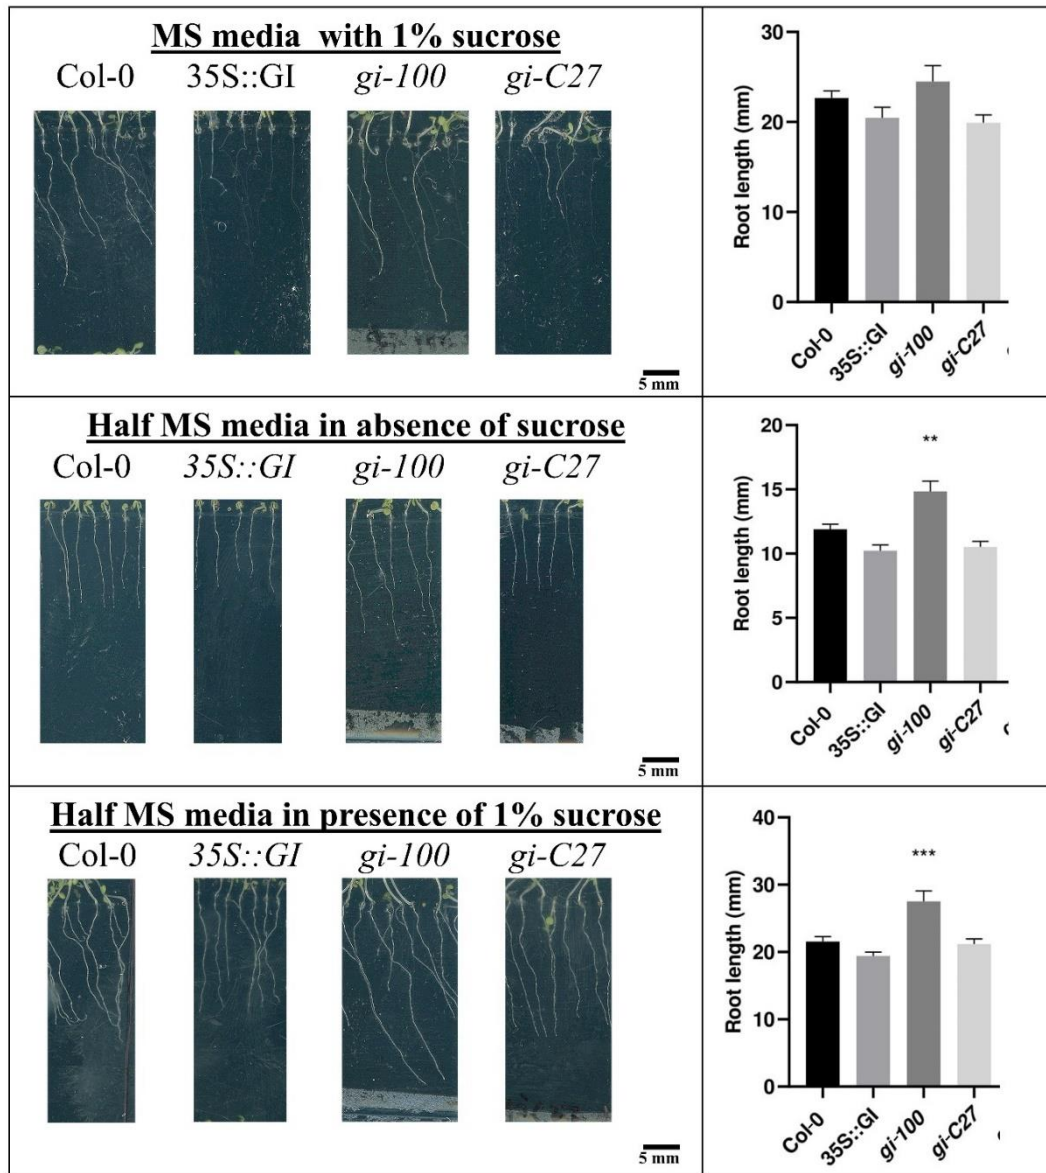 MS media with 1% sucrose
Col-0 35S::GI gi-100 gi-C27
5 mm
Root length (mm)
30
20
10
0
Col-0 35S::GI gi-100 gi-C27
Half MS media in absence of sucrose
Col-0 35S::GI gi-100 gi-C27
5 mm
Root length (mm)
20
15
10
5
0
**
Col-0 35S::GI gi-100 gi-C27
Half MS media in presence of 1% sucrose
Col-0 35S::GI gi-100 gi-C27
5 mm
Root length (mm)
40
30
20
10
0
***
Col-0 35S::GI gi-100 gi-C27